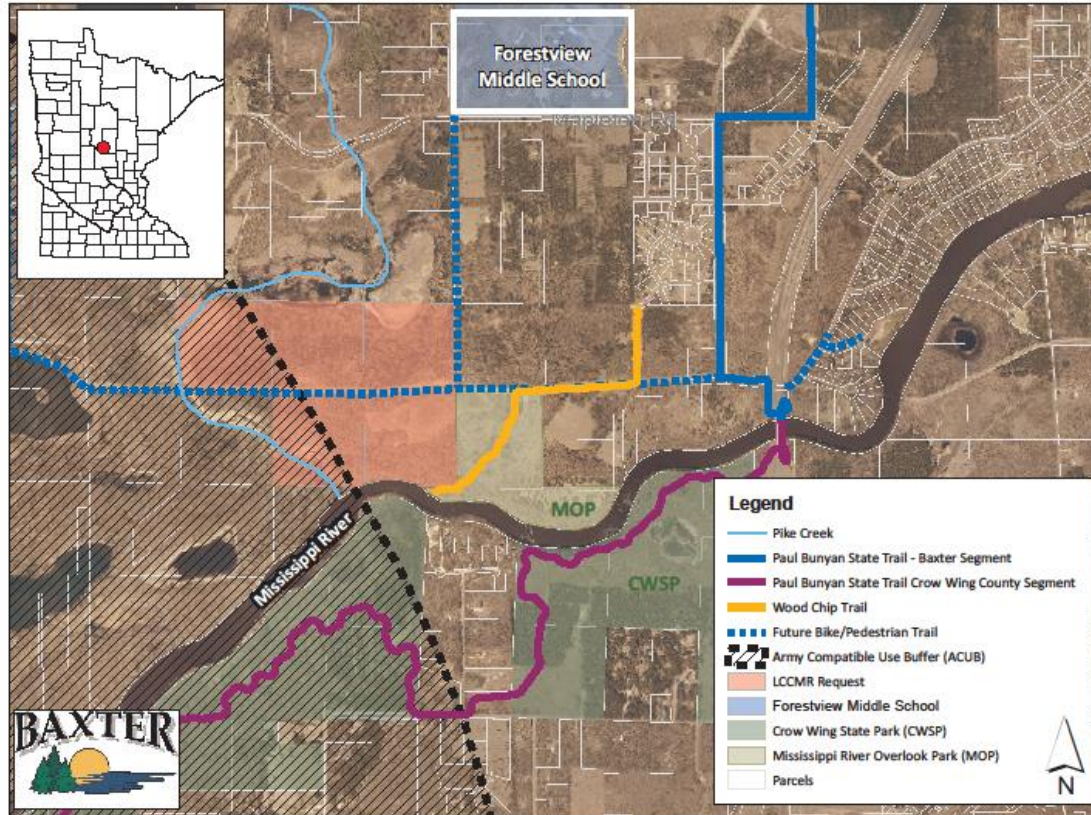 Forestview
Middle School
Mapleton Rd
Mississippi River
MOP
CWSP
Legend
Pike Creek
Paul Bunyan State Trail - Baxter Segment
Paul Bunyan State Trail Crow Wing County Segment
Wood Chip Trail
Future Bike/Pedestrian Trail
Army Compatible Use Buffer (ACUB)
LCCMR Request
Forestview Middle School
Crow Wing State Park (CWSP)
Mississippi River Overlook Park (MOP)
Parcels
N
BAXTER